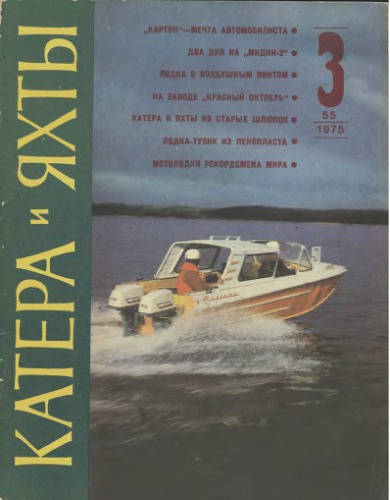 КАТЕРА и ЯХТЫ
„КАРТОП"—МЕЧТА АВТОМОБИЛИСТА ●
ДВА ДНЯ НА „МИДИИ-2" ●
ЛОДКА С ВОЗДУШНЫМ ВИНТОМ ●
НА ЗАВОДЕ „КРАСНЫЙ ОКТЯБРЬ" ●
КАТЕРА И ЯХТЫ ИЗ СТАРЫХ ШЛЮПОК ●
ЛОДКА-ТУЗИК ИЗ ПЕНОПЛАСТА ●
МОТОЛОДКИ РЕКОРДСМЕНА МИРА ●
3
55
1975